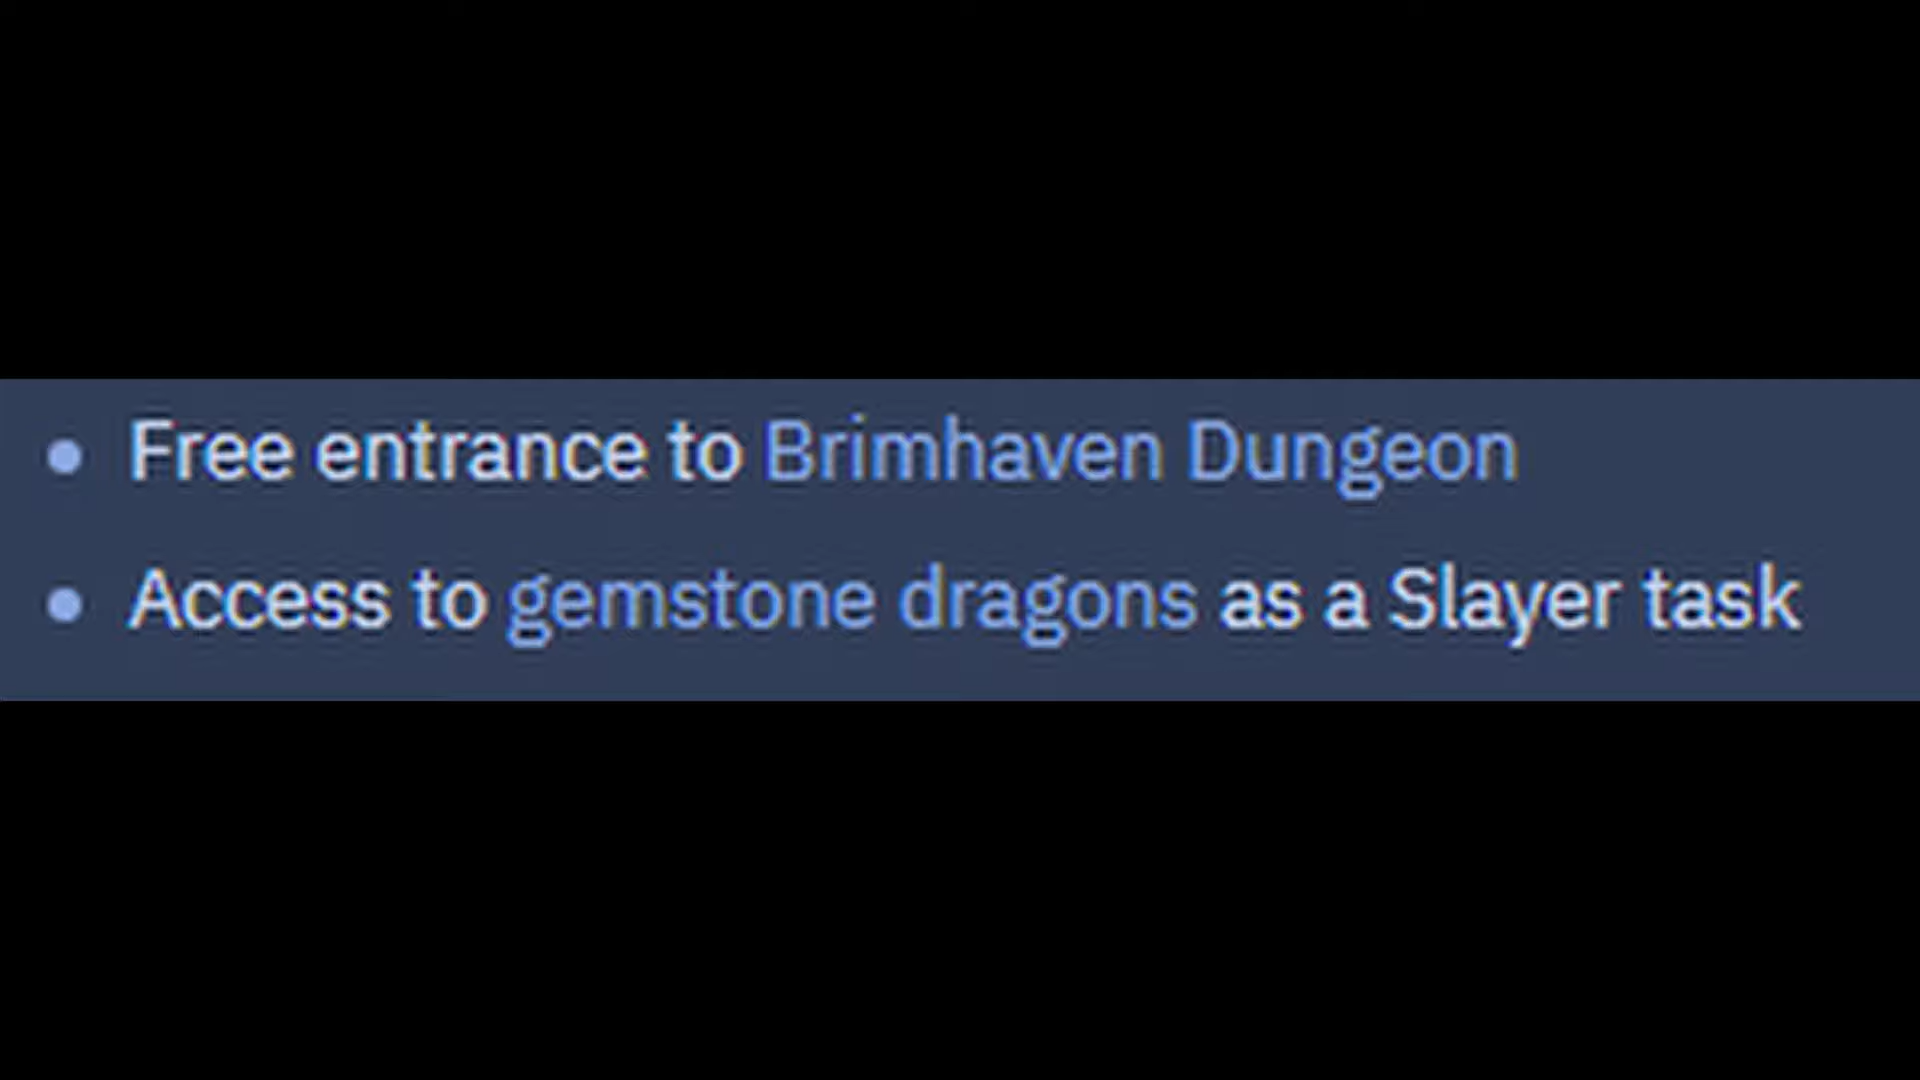 • Free entrance to Brimhaven Dungeon
• Access to gemstone dragons as a Slayer task